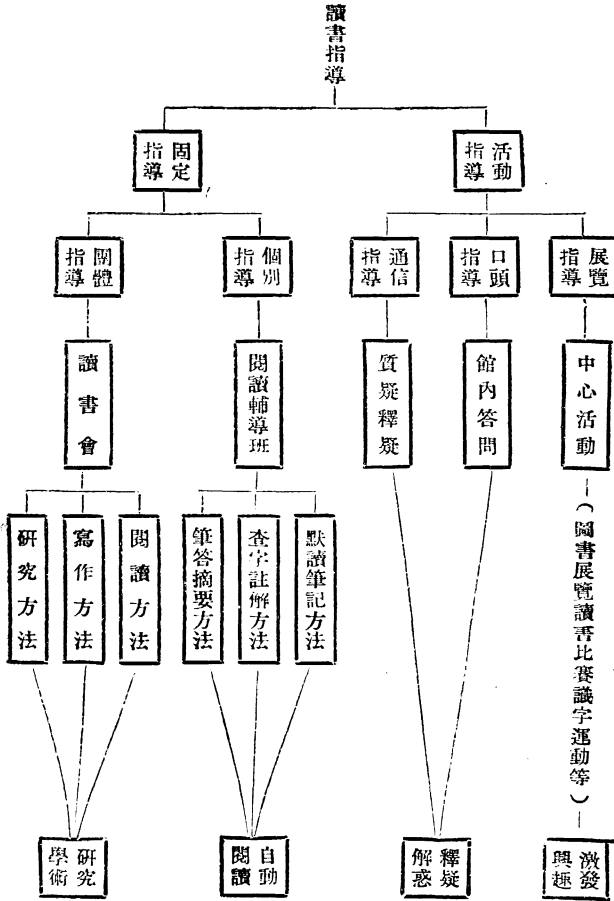 讀書指導
活動
指導
固定
指導
展覽
指導
口頭
指導
通信
指導
個別
指導
團體
指導
中心活動
館內答問
質疑釋疑
閱讀輔導班
讀書會
（圖書展覽讀書比賽識字運動等）
默讀筆記方法
查字註解方法
筆答摘要方法
閱讀方法
寫作方法
研究方法
激發
興趣
釋疑
解惑
自動
閱讀
研究
學術